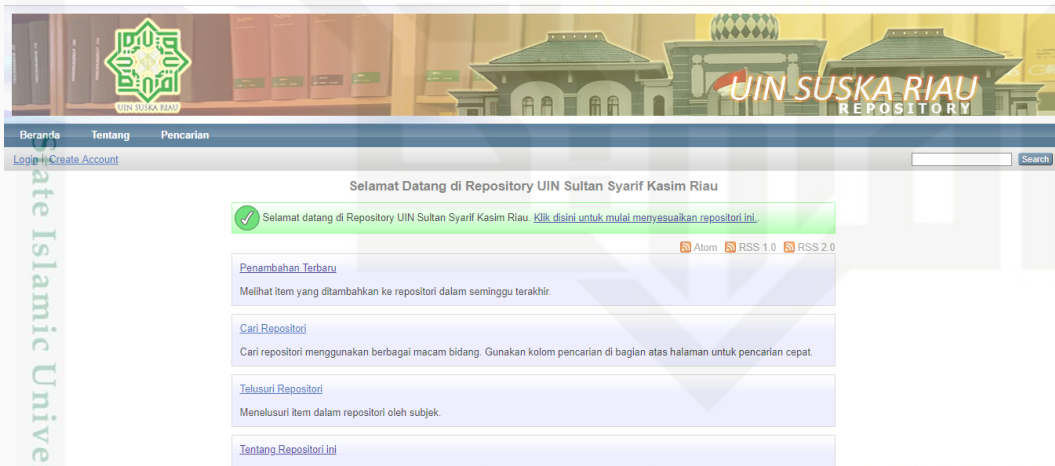 UIN SUSKA RIAU
UIN SUSKA RIAU
REPOSITORY
Beranda Tentang Pencarian
Login | Create Account
Search
Selamat Datang di Repository UIN Sultan Syarif Kasim Riau
Selamat datang di Repository UIN Sultan Syarif Kasim Riau. Klik disini untuk mulai menyesuaikan repositori ini..
Atom RSS 1.0 RSS 2.0
Penambahan Terbaru
Melihat item yang ditambahkan ke repositori dalam seminggu terakhir.
Cari Repositori
Cari repositori menggunakan berbagai macam bidang. Gunakan kolom pencarian di bagian atas halaman untuk pencarian cepat.
Telusuri Repositori
Menelusuri item dalam repositori oleh subjek.
Tentang Repositori ini
State Islamic Unive